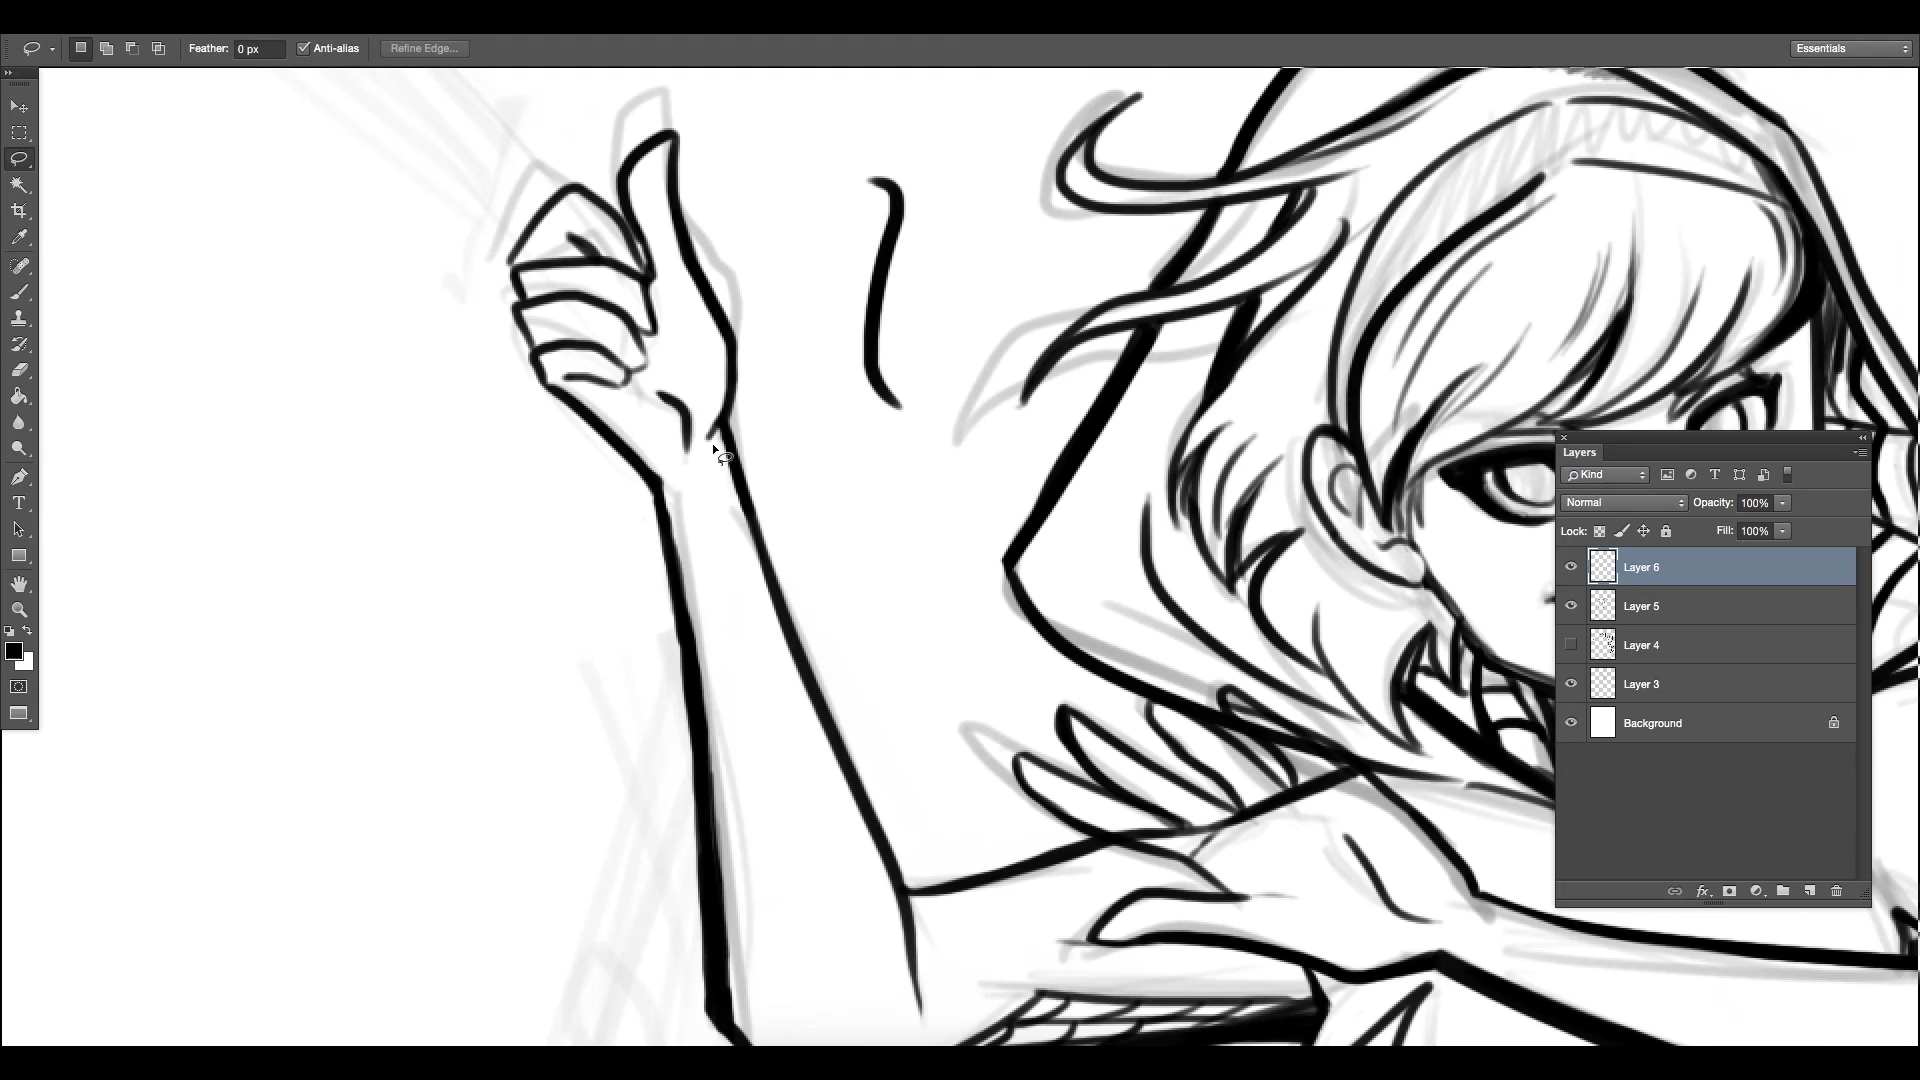 Feather: 0 px Anti-alias Refine Edge... Essentials
Layers
Kind
Normal Opacity: 100%
Lock: Fill: 100%
Layer 6
Layer 5
Layer 4
Layer 3
Background